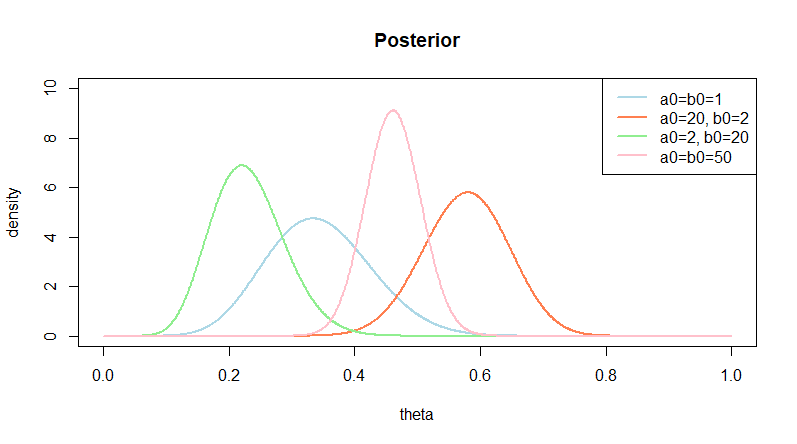 Posterior
a0=b0=1
a0=20, b0=2
a0=2, b0=20
a0=b0=50
density
10
8
6
4
2
0
0.0 0.2 0.4 0.6 0.8 1.0
theta